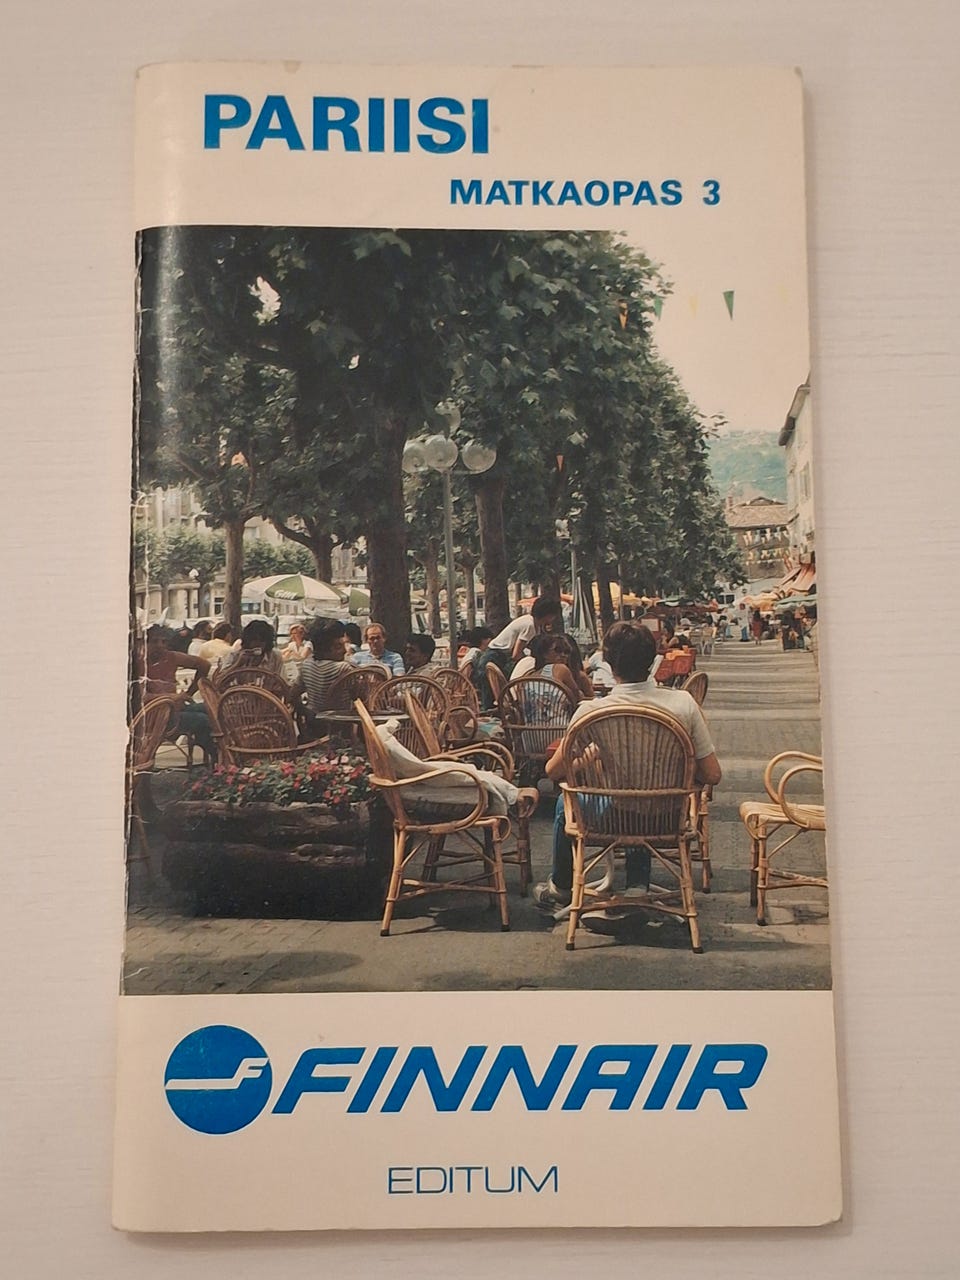 PARIISI
MATKAOPAS 3
F
FINNAIR
EDITUM